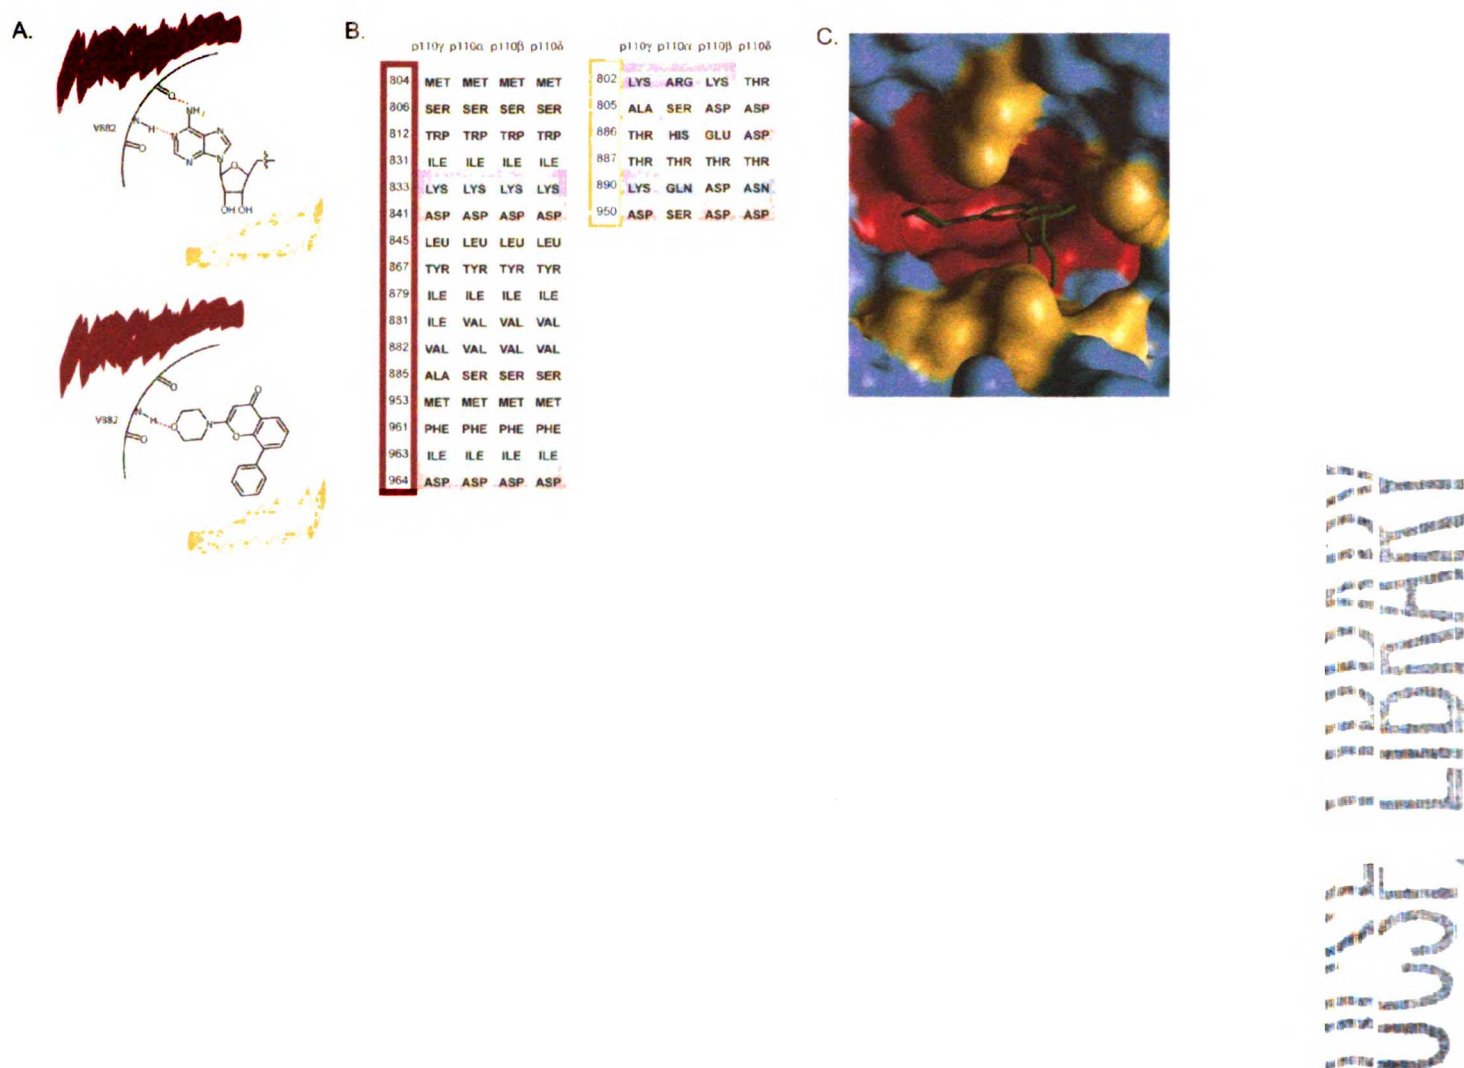 A.
V882
O
NH2
N H
N
N
O
N
N
O
OH OH
V882
O
N H
O
N
O
O
O
B.
p110γ p110α p110β p110δ
804 MET MET MET MET
806 SER SER SER SER
812 TRP TRP TRP TRP
831 ILE ILE ILE ILE
833 LYS LYS LYS LYS
841 ASP ASP ASP ASP
845 LEU LEU LEU LEU
867 TYR TYR TYR TYR
879 ILE ILE ILE ILE
881 ILE VAL VAL VAL
882 VAL VAL VAL VAL
885 ALA SER SER SER
953 MET MET MET MET
961 PHE PHE PHE PHE
963 ILE ILE ILE ILE
964 ASP ASP ASP ASP
p110γ p110α p110β p110δ
802 LYS ARG LYS THR
805 ALA SER ASP ASP
886 THR HIS GLU ASP
887 THR THR THR THR
890 LYS GLN ASP ASN
950 ASP SER ASP ASP
C.
UCSF LIBRARY